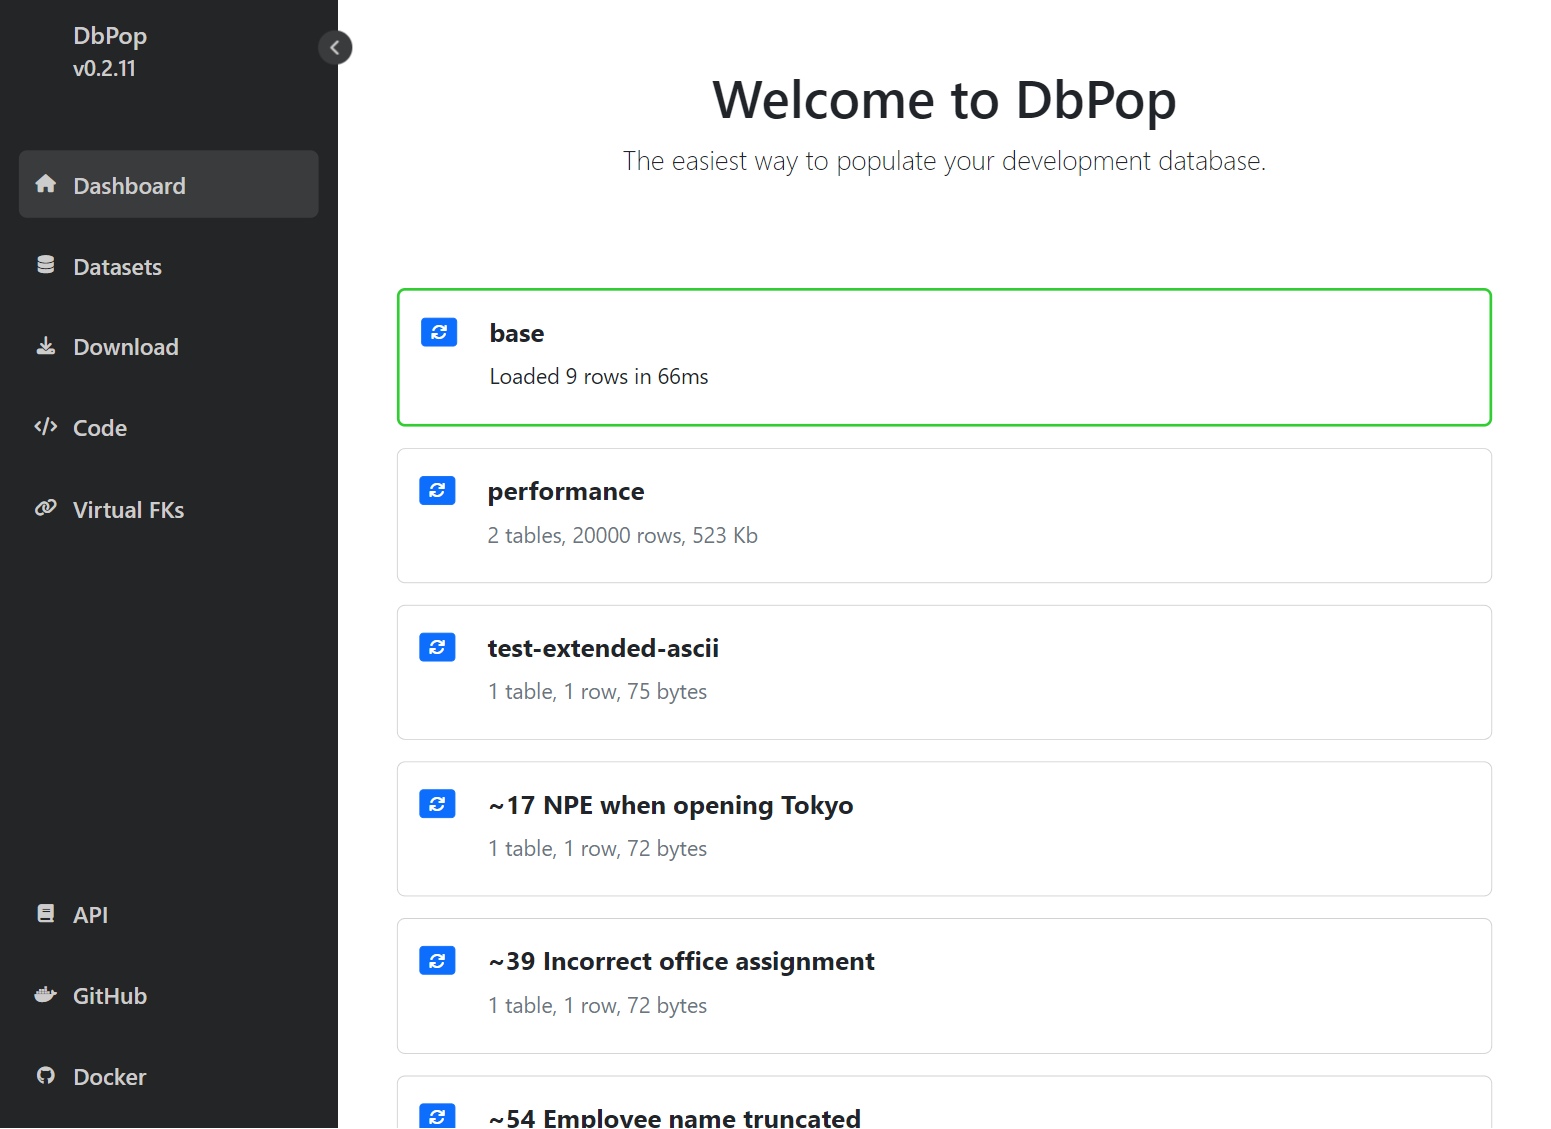 DbPop
v0.2.11
Dashboard
Datasets
Download
Code
Virtual FKs
API
GitHub
Docker
Welcome to DbPop
The easiest way to populate your development database.
base
Loaded 9 rows in 66ms
performance
2 tables, 20000 rows, 523 Kb
test-extended-ascii
1 table, 1 row, 75 bytes
~17 NPE when opening Tokyo
1 table, 1 row, 72 bytes
~39 Incorrect office assignment
1 table, 1 row, 72 bytes
~54 Employee name truncated